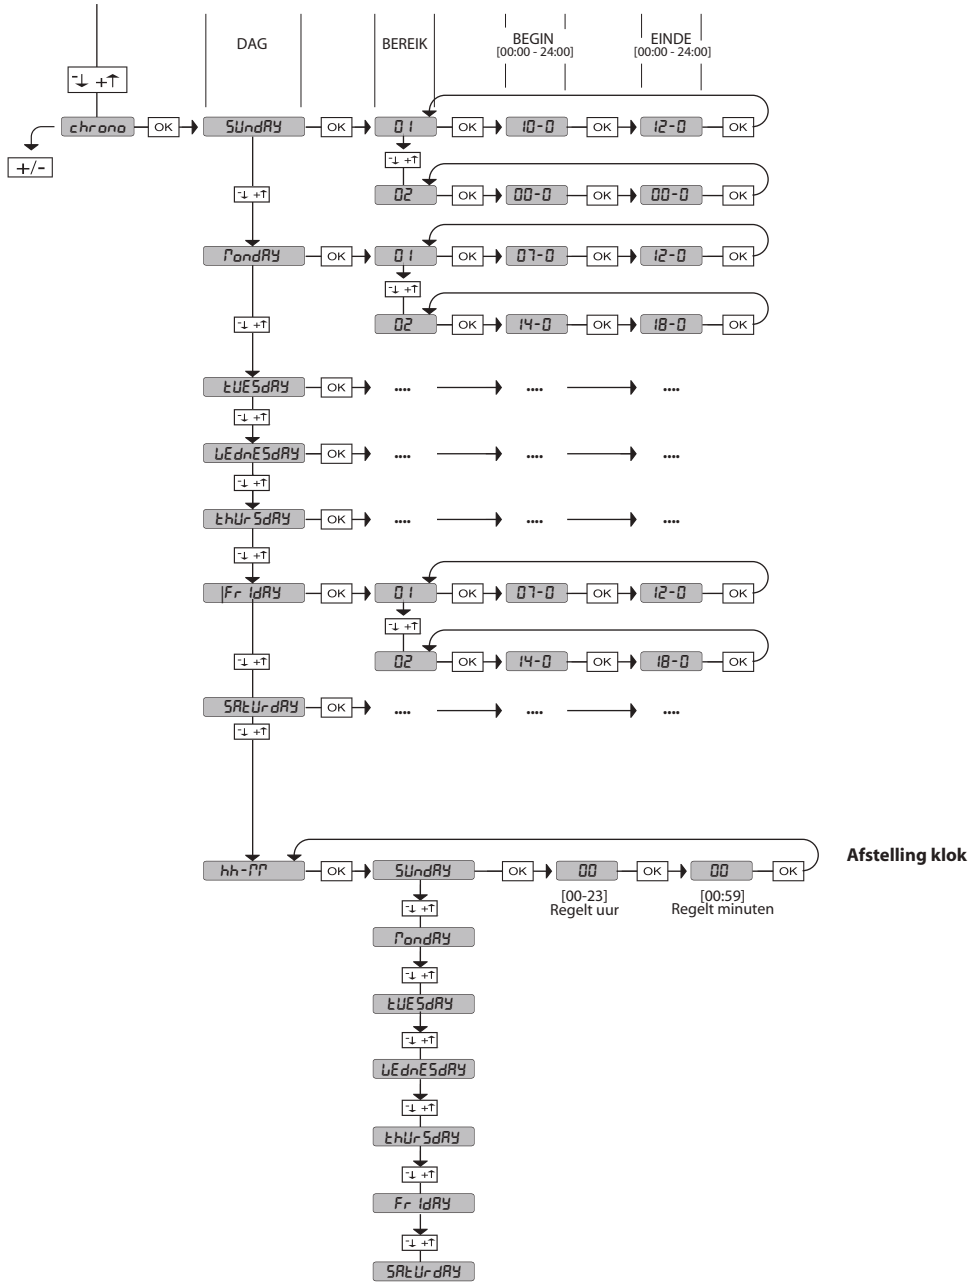 DAG BEREIK BEGIN EINDE
[00:00 - 24:00] [00:00 - 24:00]
-↓ +↑
chrono OK SUndAY OK 01 OK 10-0 OK 12-0 OK
+/-
-↓ +↑
-↓ +↑ 02 OK 00-0 OK 00-0 OK
MondAY OK 01 OK 07-0 OK 12-0 OK
-↓ +↑
-↓ +↑ 02 OK 14-0 OK 18-0 OK
tUESdAY OK .... .... ....
-↓ +↑
WEdnESdAY OK .... .... ....
-↓ +↑
thUrSdAY OK .... .... ....
-↓ +↑
FrIdAY OK 01 OK 07-0 OK 12-0 OK
-↓ +↑
-↓ +↑ 02 OK 14-0 OK 18-0 OK
SAtUrdAY OK .... .... ....
-↓ +↑
Afstelling klok
hh-MM OK SUndAY OK 00 OK 00 OK
[00-23] [00:59]
Regelt uur Regelt minuten
-↓ +↑
MondAY
-↓ +↑
tUESdAY
-↓ +↑
WEdnESdAY
-↓ +↑
thUrSdAY
-↓ +↑
FrIdAY
-↓ +↑
SAtUrdAY